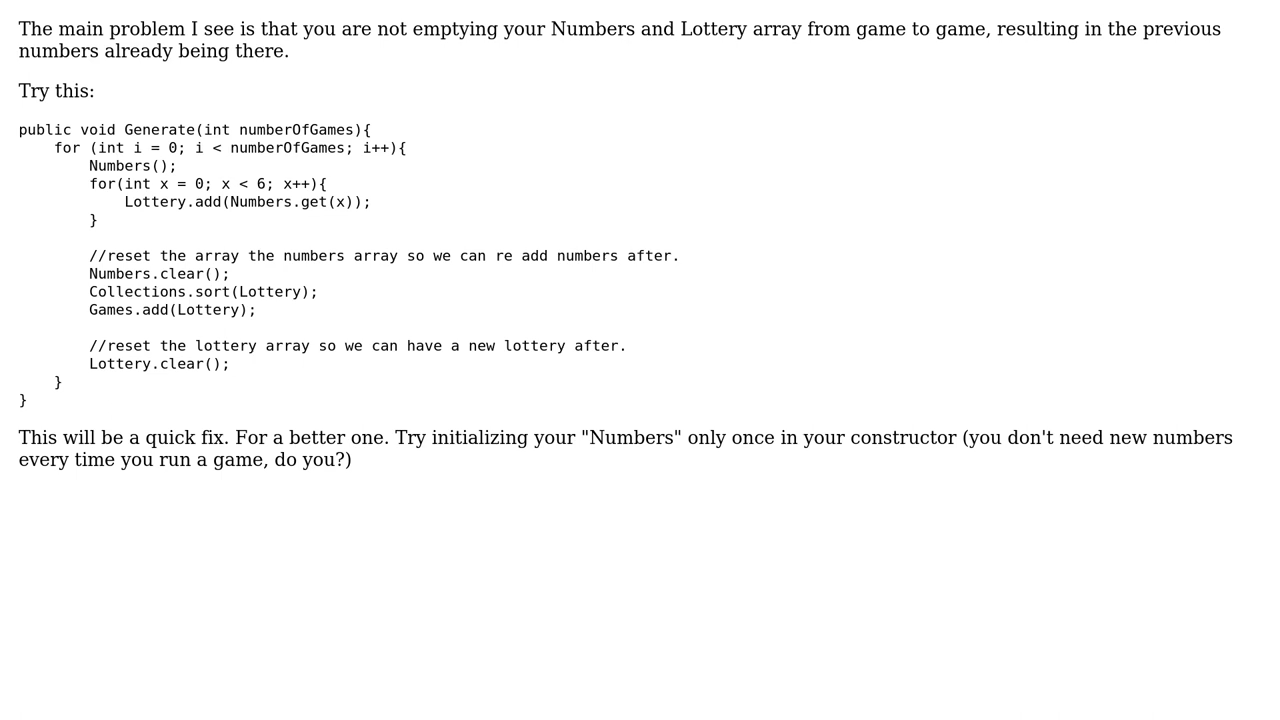 The main problem I see is that you are not emptying your Numbers and Lottery array from game to game, resulting in the previous
numbers already being there.
Try this:
public void Generate(int numberOfGames){
    for (int i = 0; i < numberOfGames; i++){
        Numbers();
        for(int x = 0; x < 6; x++){
            Lottery.add(Numbers.get(x));
        }
        //reset the array the numbers array so we can re add numbers after.
        Numbers.clear();
        Collections.sort(Lottery);
        Games.add(Lottery);
        //reset the lottery array so we can have a new lottery after.
        Lottery.clear();
    }
}
This will be a quick fix. For a better one. Try initializing your "Numbers" only once in your constructor (you don't need new numbers
every time you run a game, do you?)